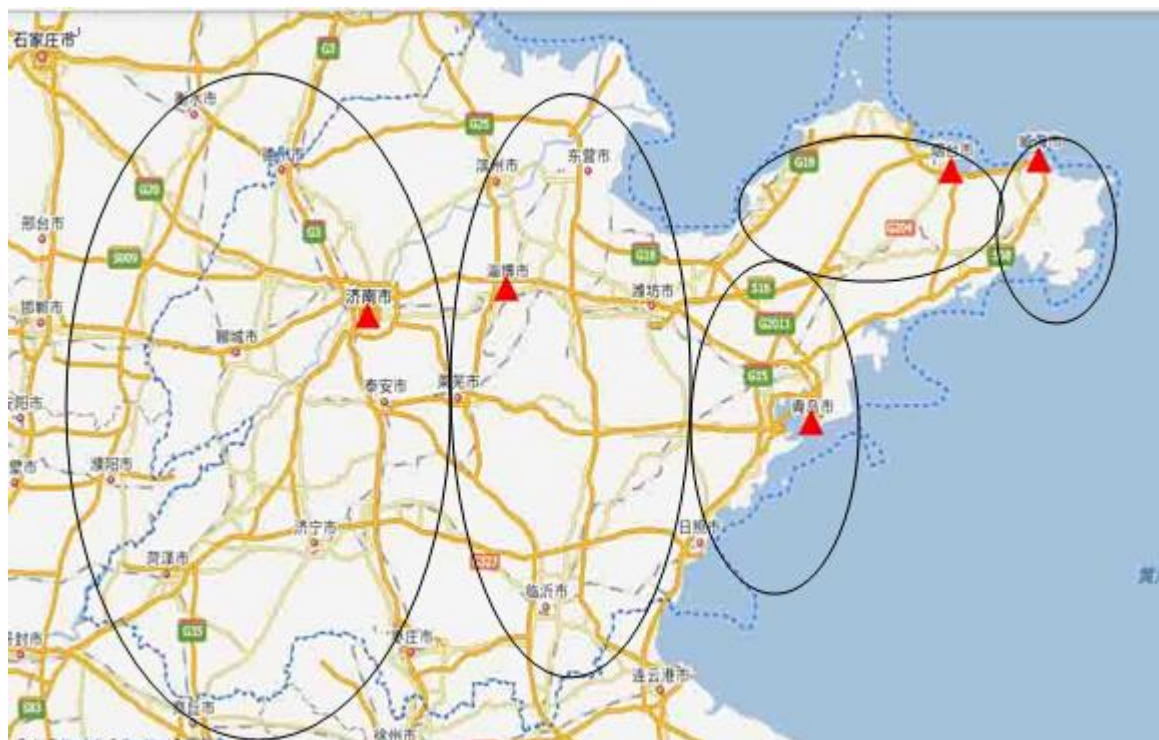 石家庄市
G3
G25
衡水市
德州市
滨州市
东营市
G18
烟台市
威海市
G20
邢台市
G3
G204
S009
淄博市
G18
S16
济南市
潍坊市
G2011
邯郸市
聊城市
G15
泰安市
莱芜市
青岛市
濮阳市
日照市
济宁市
菏泽市
临沂市
G35
枣庄市
连云港市
徐州市